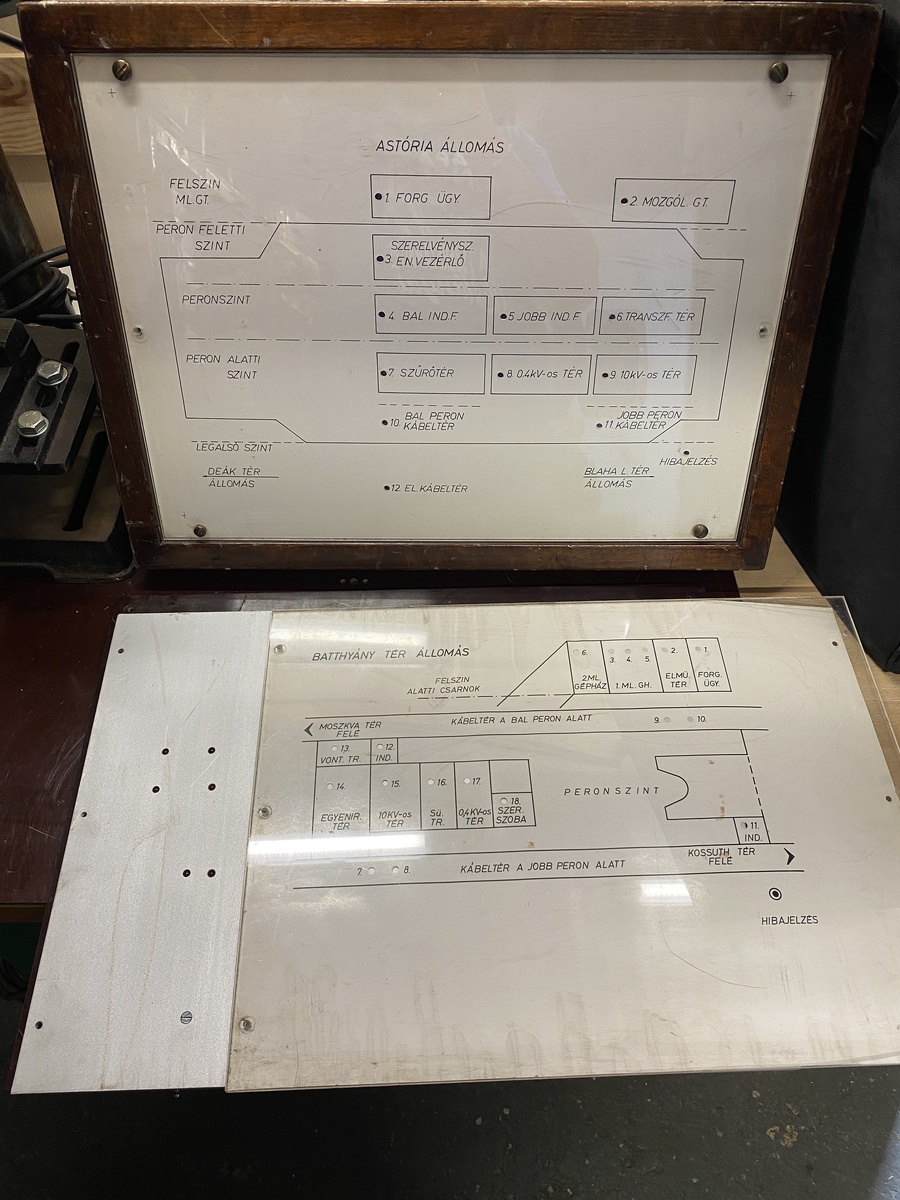 ASTÓRIA ÁLLOMÁS
FELSZIN
ML.GT.
1. FORG ÜGY.
2. MOZGÓL. GT.
PERON FELETTI
SZINT
SZERELVÉNYSZ.
3. EN.VEZÉRLŐ
PERONSZINT
4. BAL IND.F.
5 JOBB IND.F.
6. TRANSZF. TÉR
PERON ALATTI
SZINT
7. SZŰRŐTÉR
8. 0.4kV-os TÉR
9. 10kV-os TÉR
10. BAL PERON
KÁBELTÉR
JOBB PERON
11. KÁBELTÉR
LEGALSÓ SZINT
HIBAJELZÉS
DEÁK TÉR
ÁLLOMÁS
12. EL.KÁBELTÉR
BLAHA L. TÉR
ÁLLOMÁS
BATTHYÁNY TÉR ÁLLOMÁS
FELSZIN
ALATTI CSARNOK
6. 3. 4. 5. 2. 1.
2.ML. GÉPHÁZ
1. ML. GH.
ELMŰ. TÉR.
FORG. ÜGY.
MOSZKVA TÉR
FELÉ
KÁBELTÉR A BAL PERON ALATT
9. 10.
13. VONT. TR.
12. IND.
14. EGYENIR. TÉR
15. 10KV-os TÉR
16. SÜ. TR.
17. 0,4KV-os TÉR
18. SZER. SZOBA
PERONSZINT
11. IND.
KOSSUTH TÉR
FELÉ
7. 8.
KÁBELTÉR A JOBB PERON ALATT
HIBAJELZÉS